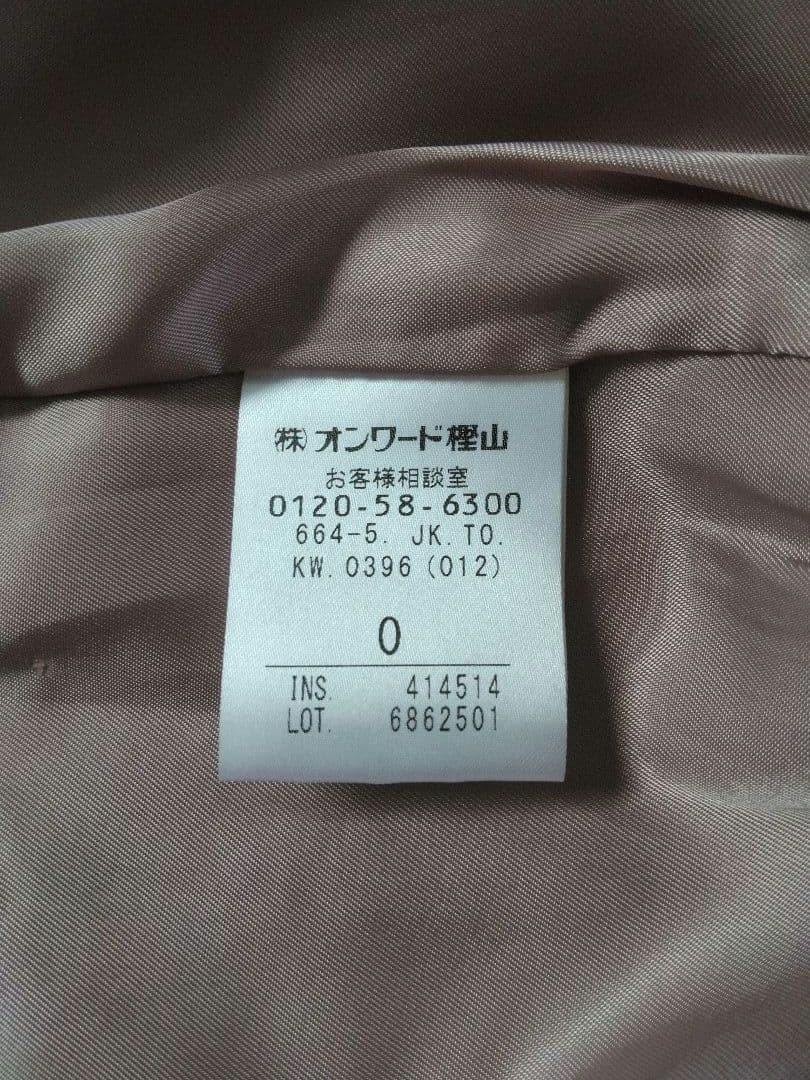 (株)オンワード樫山
お客様相談室
0120-58-6300
664-5. JK.TO.
KW.0396(012)
0
INS. 414514
LOT. 6862501